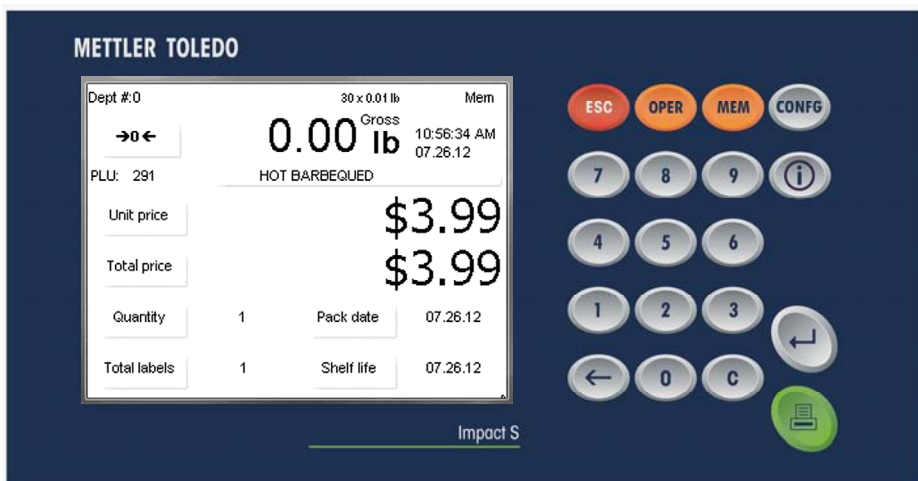 METTLER TOLEDO
Dept #:0 30 x 0.01 lb Mem
→0← 0.00 Gross lb 10:56:34 AM
07.26.12
PLU: 291 HOT BARBEQUED
Unit price $3.99
Total price $3.99
Quantity 1 Pack date 07.26.12
Total labels 1 Shelf life 07.26.12
Impact S
ESC OPER MEM CONFG
7 8 9 i
4 5 6
1 2 3
← 0 C